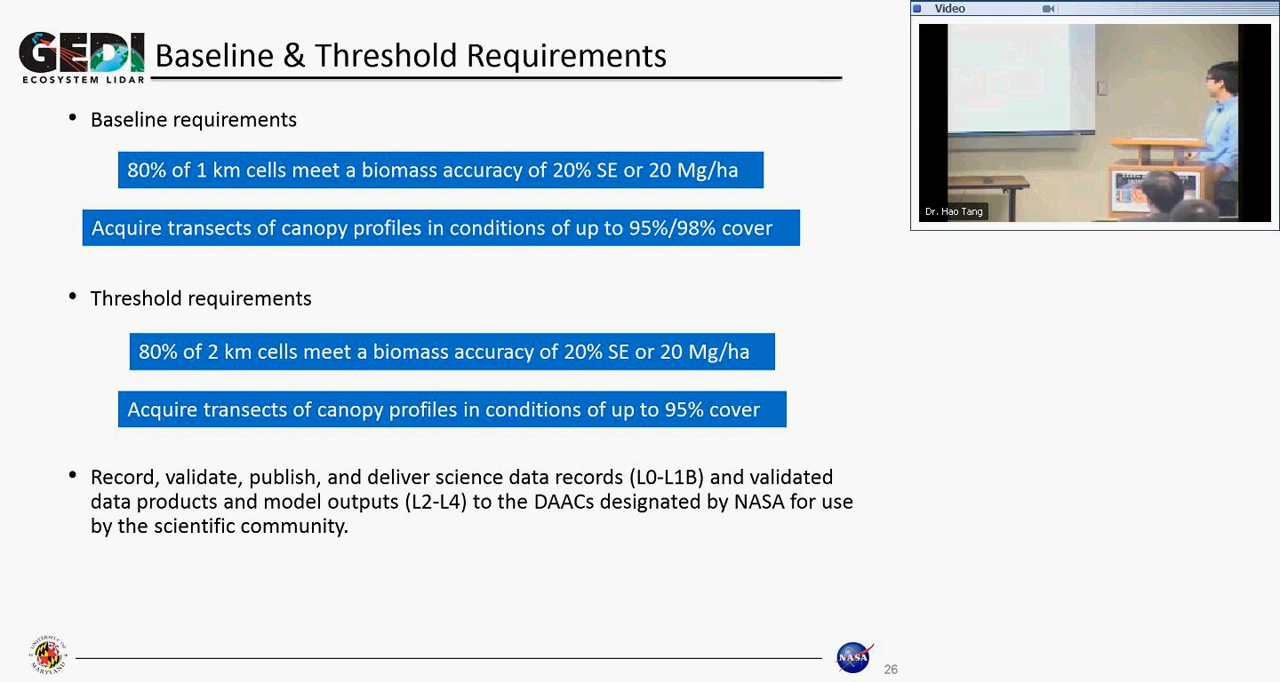 GEDI
ECOSYSTEM LIDAR
Baseline & Threshold Requirements
• Baseline requirements
80% of 1 km cells meet a biomass accuracy of 20% SE or 20 Mg/ha
Acquire transects of canopy profiles in conditions of up to 95%/98% cover
• Threshold requirements
80% of 2 km cells meet a biomass accuracy of 20% SE or 20 Mg/ha
Acquire transects of canopy profiles in conditions of up to 95% cover
• Record, validate, publish, and deliver science data records (L0-L1B) and validated
data products and model outputs (L2-L4) to the DAACs designated by NASA for use
by the scientific community.
UNIVERSITY OF
MARYLAND
NASA
26
Video
Dr. Hao Tang